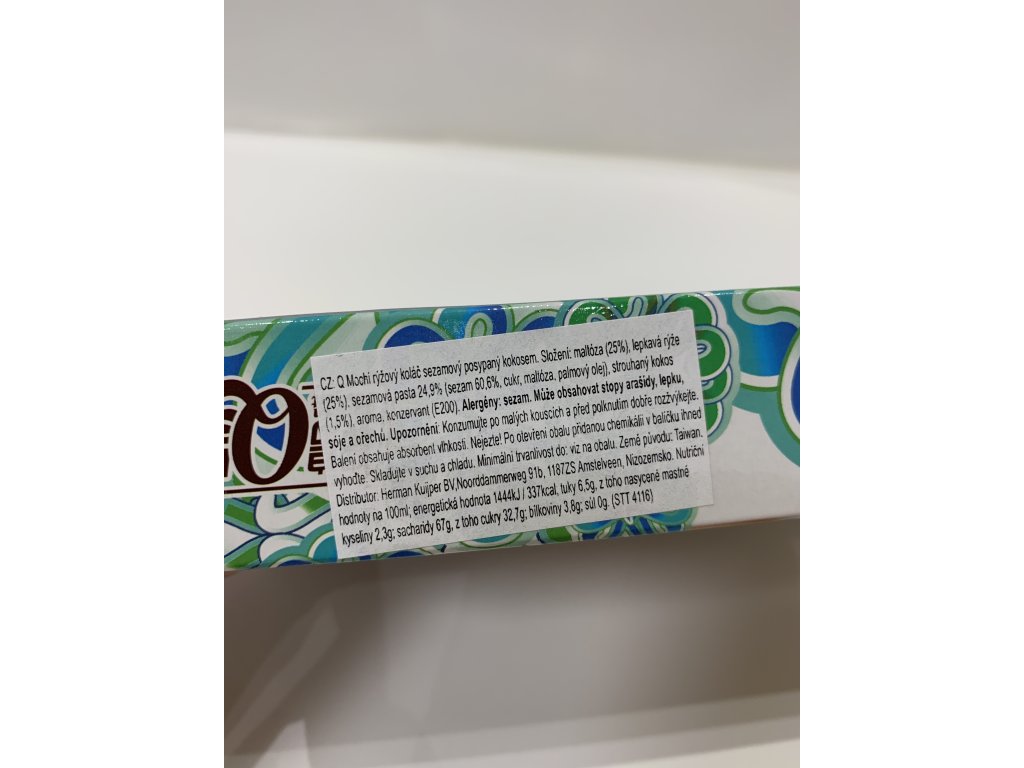 CZ: Q Mochi rýžový koláč sezamový posypaný kokosem. Složení: maltóza (25%), lepkavá rýže
(25%), sezamová pasta 24,9% (sezam 60,6%, cukr, maltóza, palmový olej), strouhaný kokos
(1,5%), aroma, konzervant (E200). Alergény: sezam. Může obsahovat stopy arašídy, lepku,
sóje a ořechů. Upozornění: Konzumujte po malých kouscích a před polknutím dobře rozžvýkejte.
Balení obsahuje absorbent vlhkosti. Nejezte! Po otevření obalu přidanou chemikálii v balíčku ihned
vyhoďte. Skladujte v suchu a chladu. Minimální trvanlivost do: viz na obalu. Země původu: Taiwan.
Distributor: Herman Kuijper BV,Noorddammerweg 91b, 1187ZS Amstelveen, Nizozemsko. Nutriční
hodnoty na 100ml; energetická hodnota 1444kJ / 337kcal, tuky 6,5g, z toho nasycené mastné
kyseliny 2,3g; sacharidy 67g, z toho cukry 32,7g; bílkoviny 3,8g; sůl 0g. (STT 4116)